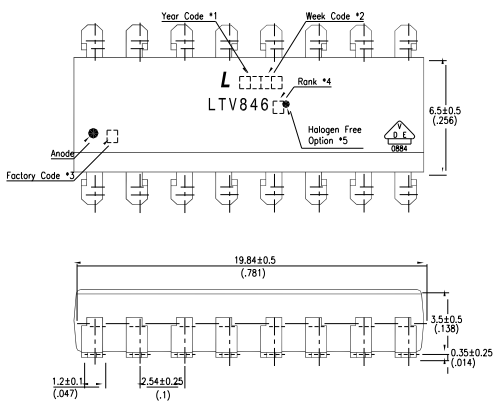 Year Code *1
Week Code *2
L
Rank *4
LTV846
6.5±0.5
(.256)
Halogen Free
Option *5
V
D E
0884
Anode
Factory Code *3
19.84±0.5
(.781)
3.5±0.5
(.138)
0.35±0.25
(.014)
1.2±0.1
(.047)
2.54±0.25
(.1)